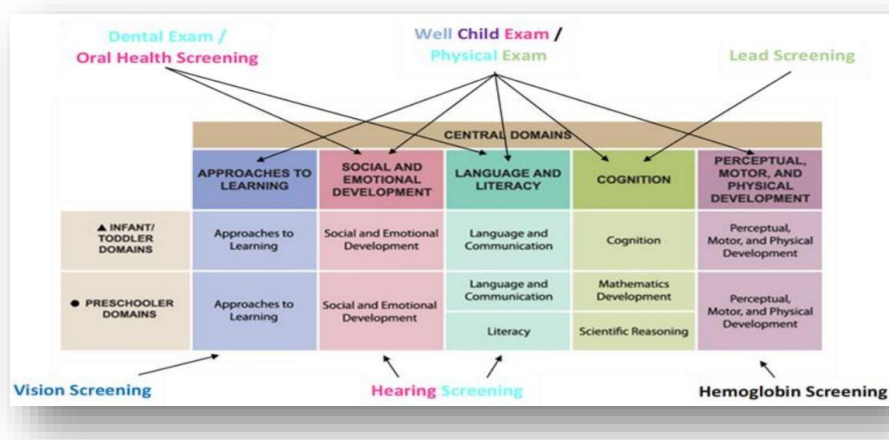 Dental Exam /
Oral Health Screening
Well Child Exam /
Physical Exam
Lead Screening
CENTRAL DOMAINS
APPROACHES TO
LEARNING
SOCIAL AND
EMOTIONAL
DEVELOPMENT
LANGUAGE AND
LITERACY
COGNITION
PERCEPTUAL,
MOTOR, AND
PHYSICAL
DEVELOPMENT
▲ INFANT/
TODDLER
DOMAINS
Approaches to
Learning
Social and Emotional
Development
Language and
Communication
Cognition
Perceptual,
Motor, and Physical
Development
● PRESCHOOLER
DOMAINS
Approaches to
Learning
Social and Emotional
Development
Language and
Communication
Literacy
Mathematics
Development
Scientific Reasoning
Perceptual,
Motor, and Physical
Development
Vision Screening
Hearing Screening
Hemoglobin Screening